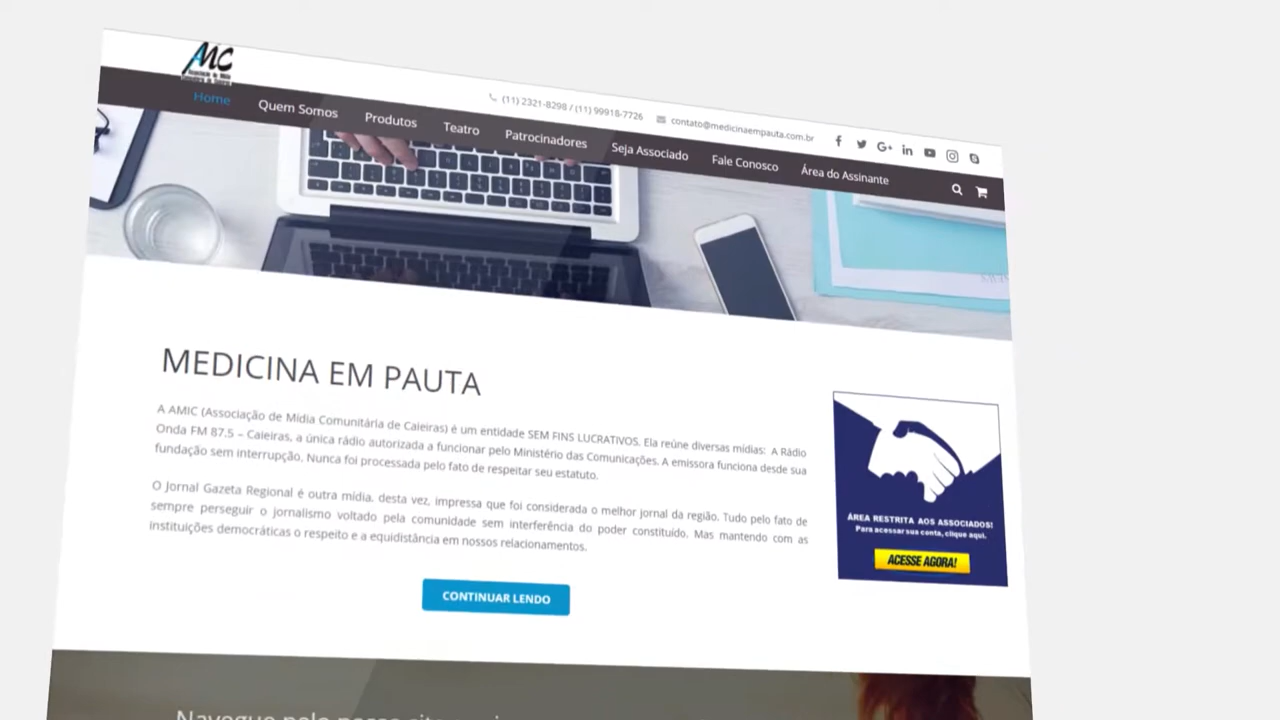 AMC
(11) 2321-8298 / (11) 99918-7726
contato@medicinaempauta.com.br
Home
Quem Somos
Produtos
Teatro
Patrocinadores
Seja Associado
Fale Conosco
Área do Assinante
MEDICINA EM PAUTA
A AMIC (Associação de Mídia Comunitária de Caieiras) é um entidade SEM FINS LUCRATIVOS. Ela reúne diversas mídias: A Rádio
Onda FM 87.5 – Caieiras, a única rádio autorizada a funcionar pelo Ministério das Comunicações. A emissora funciona desde sua
fundação sem interrupção. Nunca foi processada pelo fato de respeitar seu estatuto.
O Jornal Gazeta Regional é outra mídia, desta vez, impressa que foi considerada o melhor jornal da região. Tudo pelo fato de
sempre perseguir o jornalismo voltado pela comunidade sem interferência do poder constituído. Mas mantendo com as
instituições democráticas o respeito e a equidistância em nossos relacionamentos.
CONTINUAR LENDO
ÁREA RESTRITA AOS ASSOCIADOS!
Para acessar sua conta, clique aqui.
ACESSE AGORA!
Navegue pelo nosso site